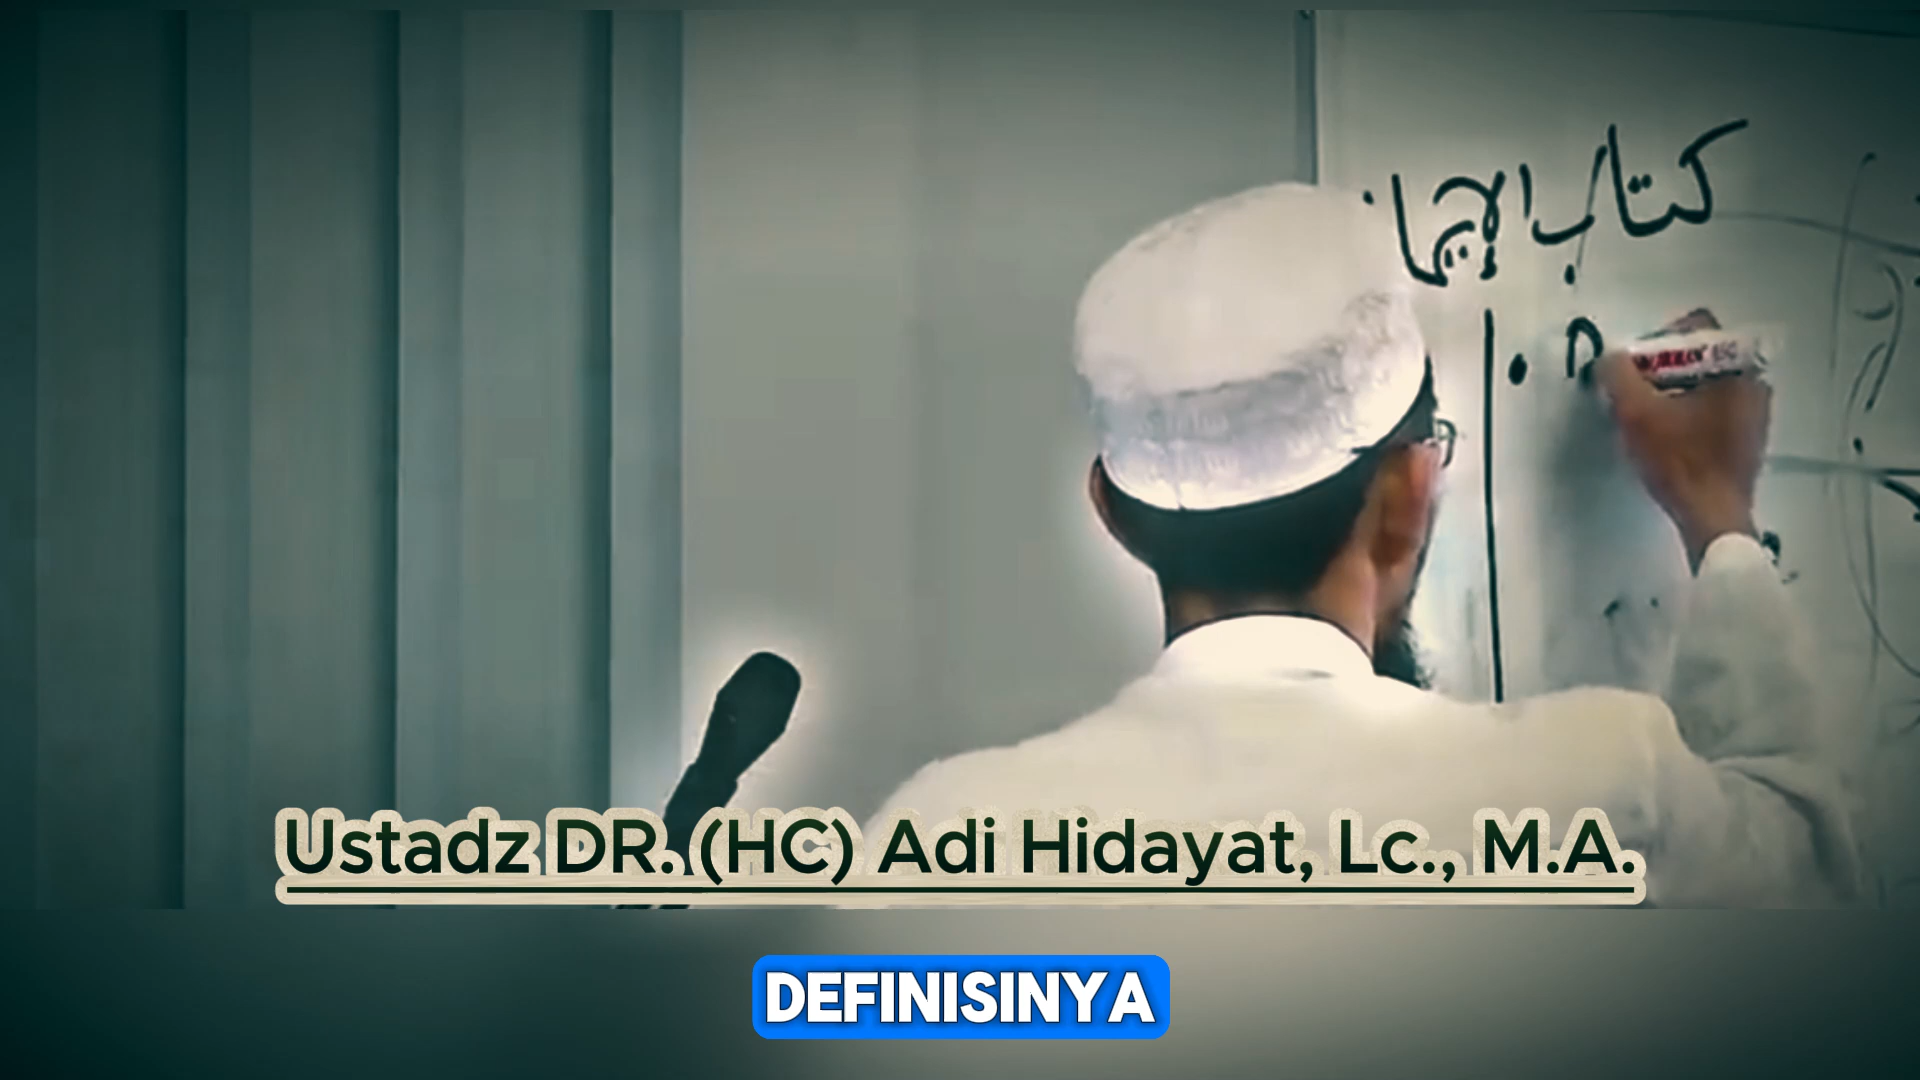 كتاب الإيمان
Ustadz DR. (HC) Adi Hidayat, Lc., M.A.
DEFINISINYA